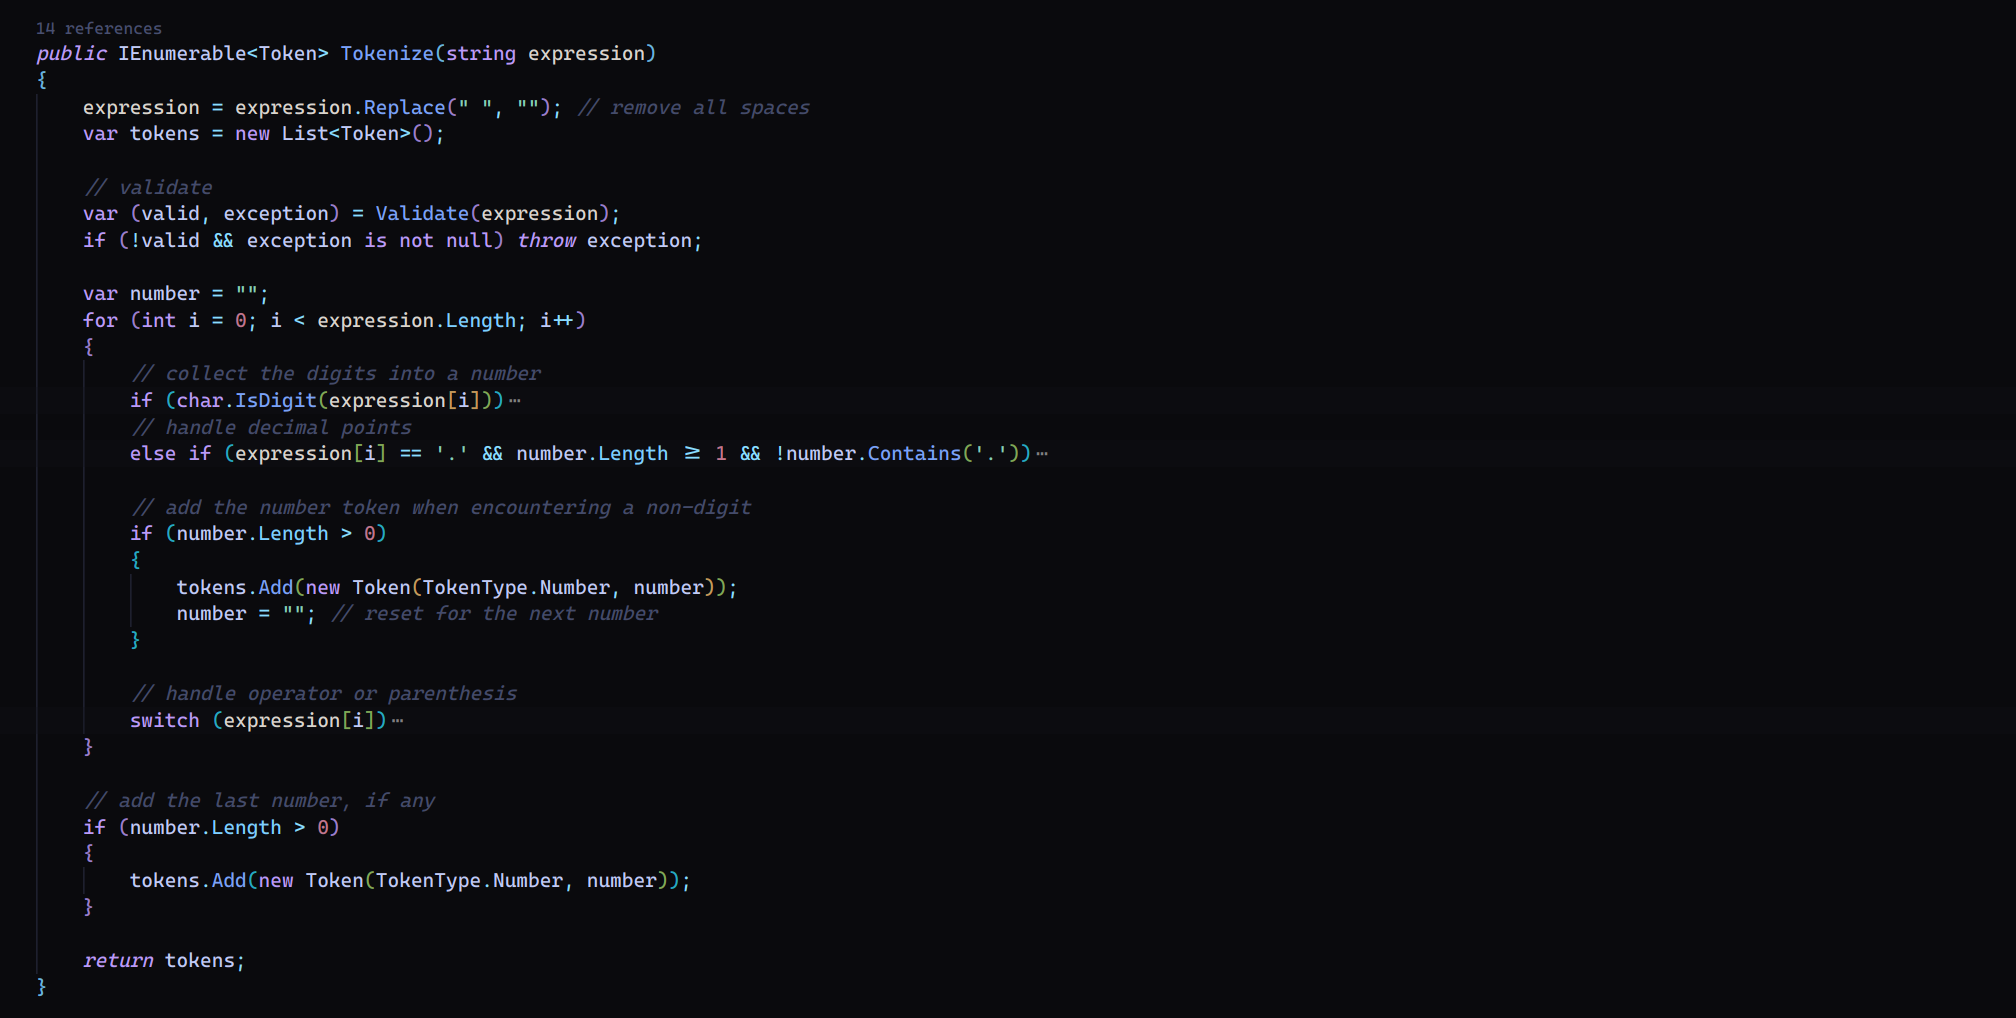 14 references
public IEnumerable<Token> Tokenize(string expression)
{
expression = expression.Replace(" ", ""); // remove all spaces
var tokens = new List<Token>();
// validate
var (valid, exception) = Validate(expression);
if (!valid && exception is not null) throw exception;
var number = "";
for (int i = 0; i < expression.Length; i++)
{
// collect the digits into a number
if (char.IsDigit(expression[i]))⋯
// handle decimal points
else if (expression[i] == '.' && number.Length ≥ 1 && !number.Contains('.'))⋯
// add the number token when encountering a non-digit
if (number.Length > 0)
{
tokens.Add(new Token(TokenType.Number, number));
number = ""; // reset for the next number
}
// handle operator or parenthesis
switch (expression[i])⋯
}
// add the last number, if any
if (number.Length > 0)
{
tokens.Add(new Token(TokenType.Number, number));
}
return tokens;
}